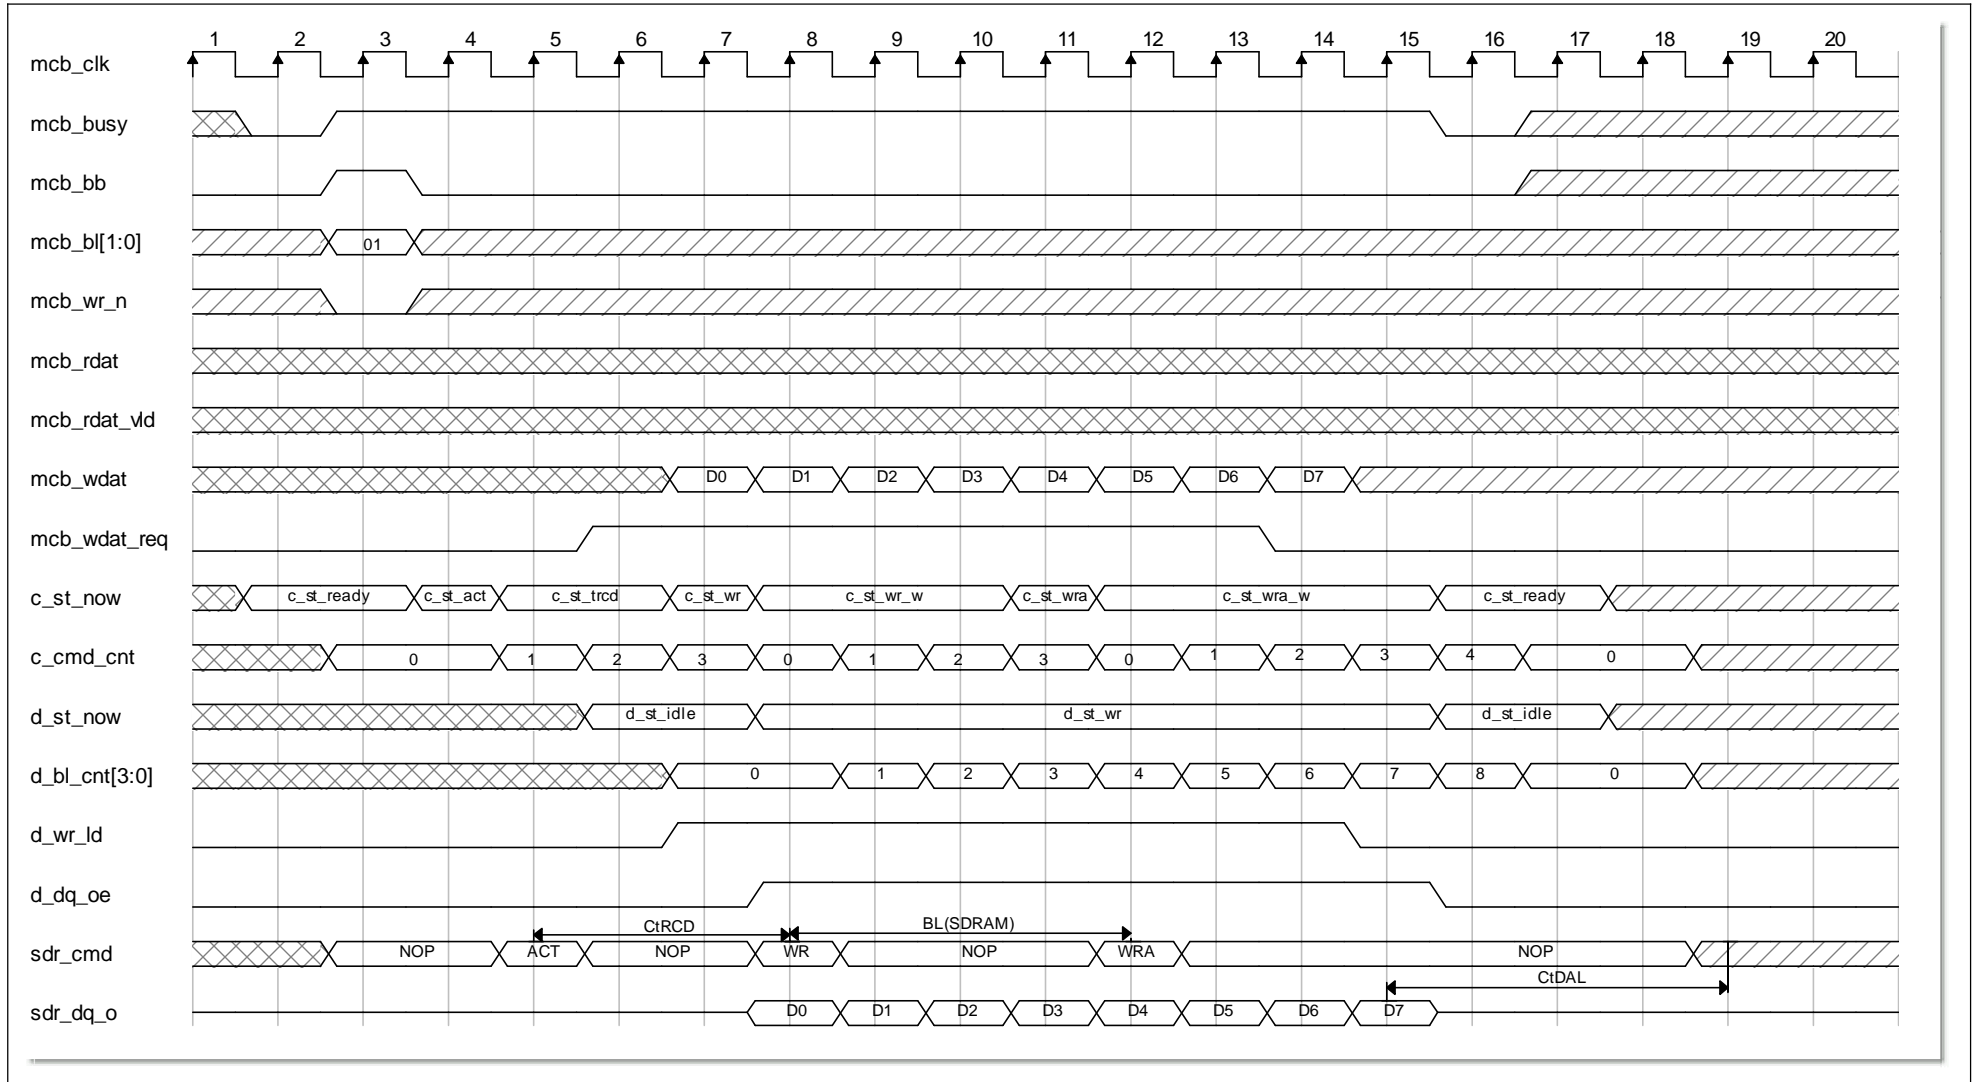 1 2 3 4 5 6 7 8 9 10 11 12 13 14 15 16 17 18 19 20
mcb_clk
mcb_busy
mcb_bb
mcb_bl[1:0] 01
mcb_wr_n
mcb_rdat
mcb_rdat_vld
mcb_wdat D0 D1 D2 D3 D4 D5 D6 D7
mcb_wdat_req
c_st_now c_st_ready c_st_act c_st_trcd c_st_wr c_st_wr_w c_st_wra c_st_wra_w c_st_ready
c_cmd_cnt 0 1 2 3 0 1 2 3 0 1 2 3 4 0
d_st_now d_st_idle d_st_wr d_st_idle
d_bl_cnt[3:0] 0 1 2 3 4 5 6 7 8 0
d_wr_ld
d_dq_oe
CtRCD BL(SDRAM)
sdr_cmd NOP ACT NOP WR NOP WRA NOP
CtDAL
sdr_dq_o D0 D1 D2 D3 D4 D5 D6 D7